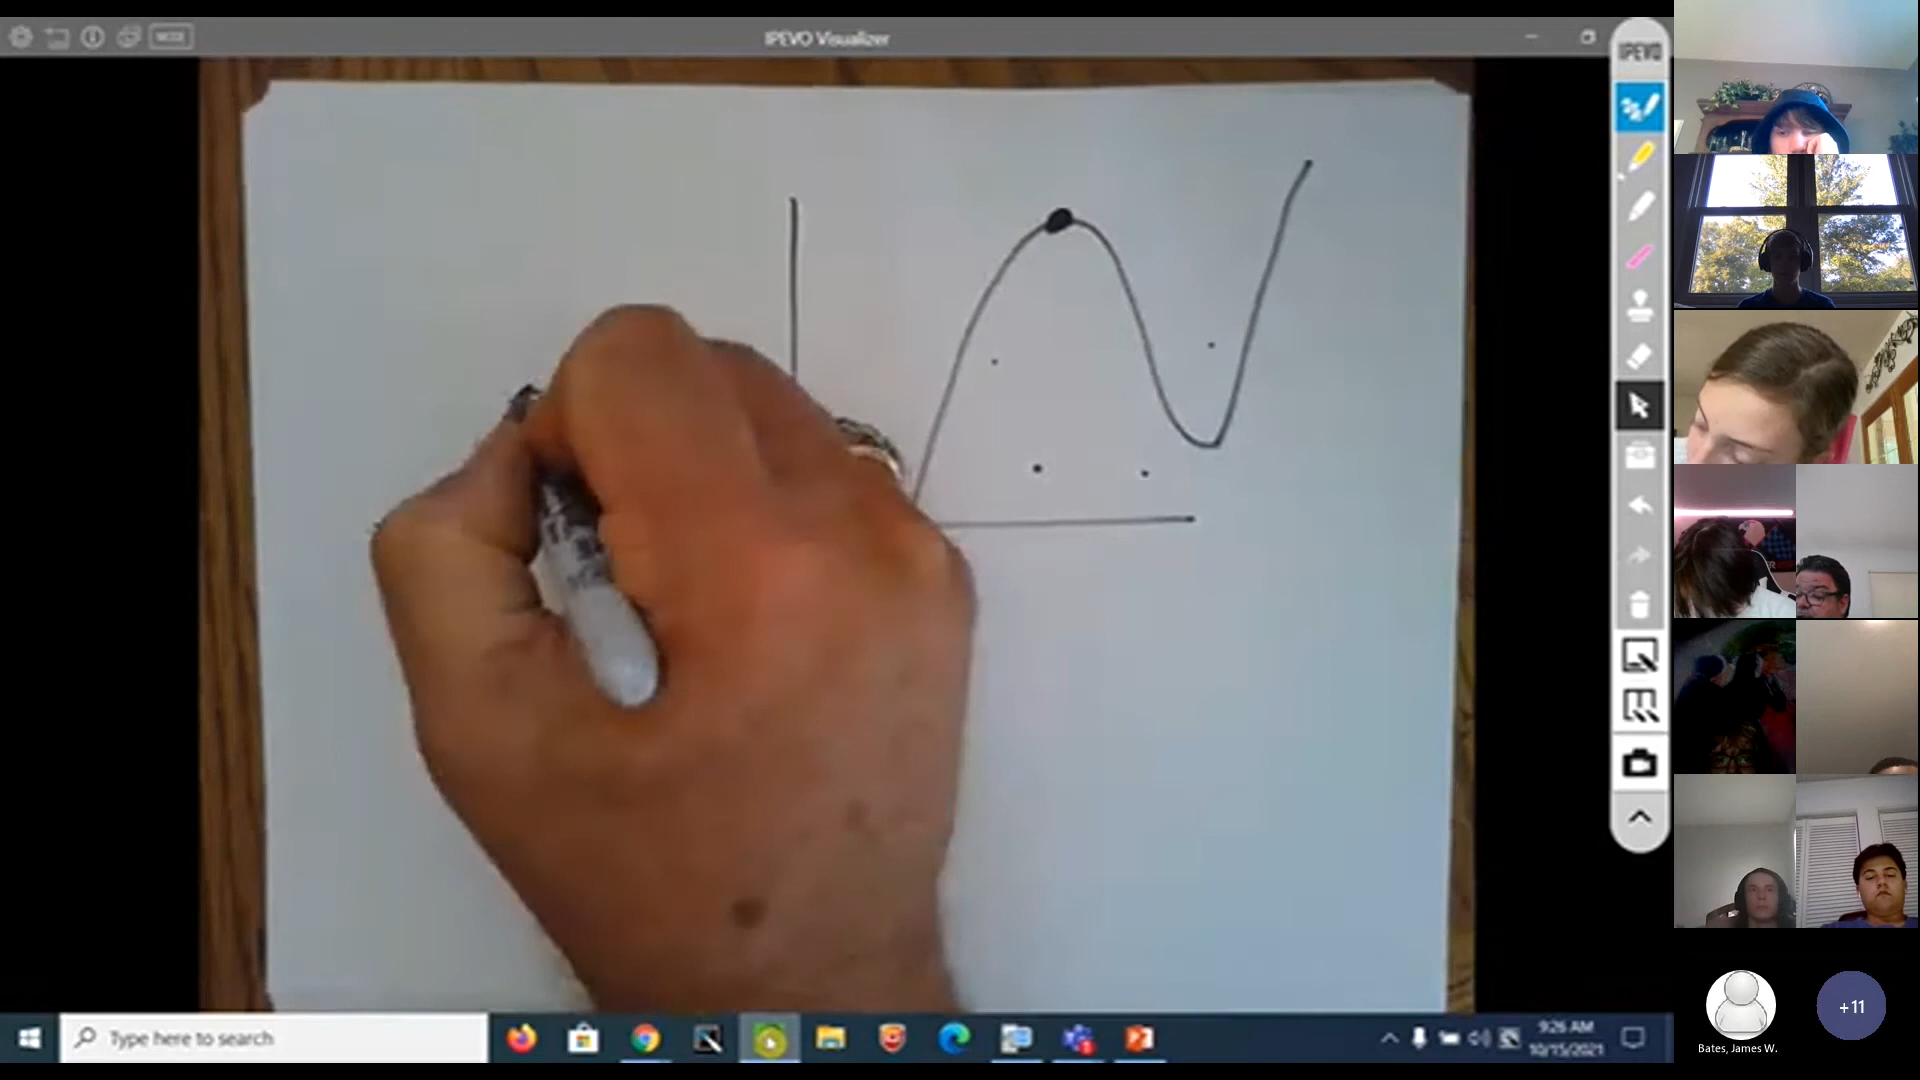 IPEVO Visualizer
IPEVO
Type here to search
9:26 AM
10/15/2021
+11
Bates, James W.